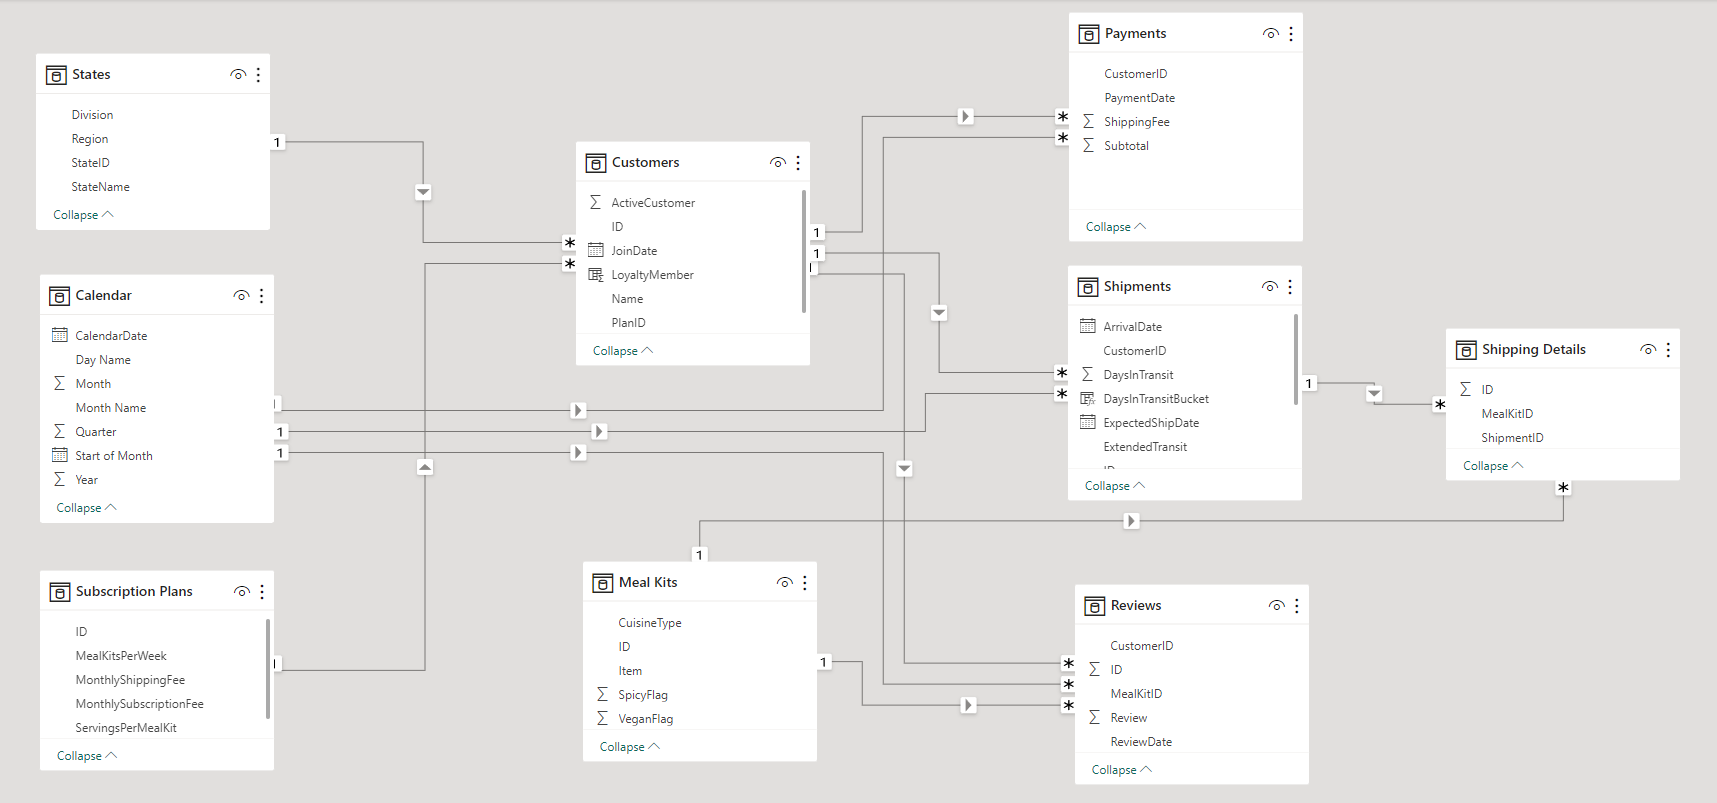 States
Division
Region
StateID
StateName
Collapse
1
Calendar
CalendarDate
Day Name
Month
Month Name
Quarter
Start of Month
Year
Collapse
1
1
Subscription Plans
ID
MealKitsPerWeek
MonthlyShippingFee
MonthlySubscriptionFee
ServingsPerMealKit
Collapse
Customers
ActiveCustomer
ID
JoinDate
LoyaltyMember
Name
PlanID
Collapse
*
*
1
1
Meal Kits
CuisineType
ID
Item
SpicyFlag
VeganFlag
Collapse
1
1
Payments
CustomerID
PaymentDate
ShippingFee
Subtotal
Collapse
*
*
Shipments
ArrivalDate
CustomerID
DaysInTransit
DaysInTransitBucket
ExpectedShipDate
ExtendedTransit
Collapse
*
*
1
Reviews
CustomerID
ID
MealKitID
Review
ReviewDate
Collapse
*
*
*
Shipping Details
ID
MealKitID
ShipmentID
Collapse
*
*